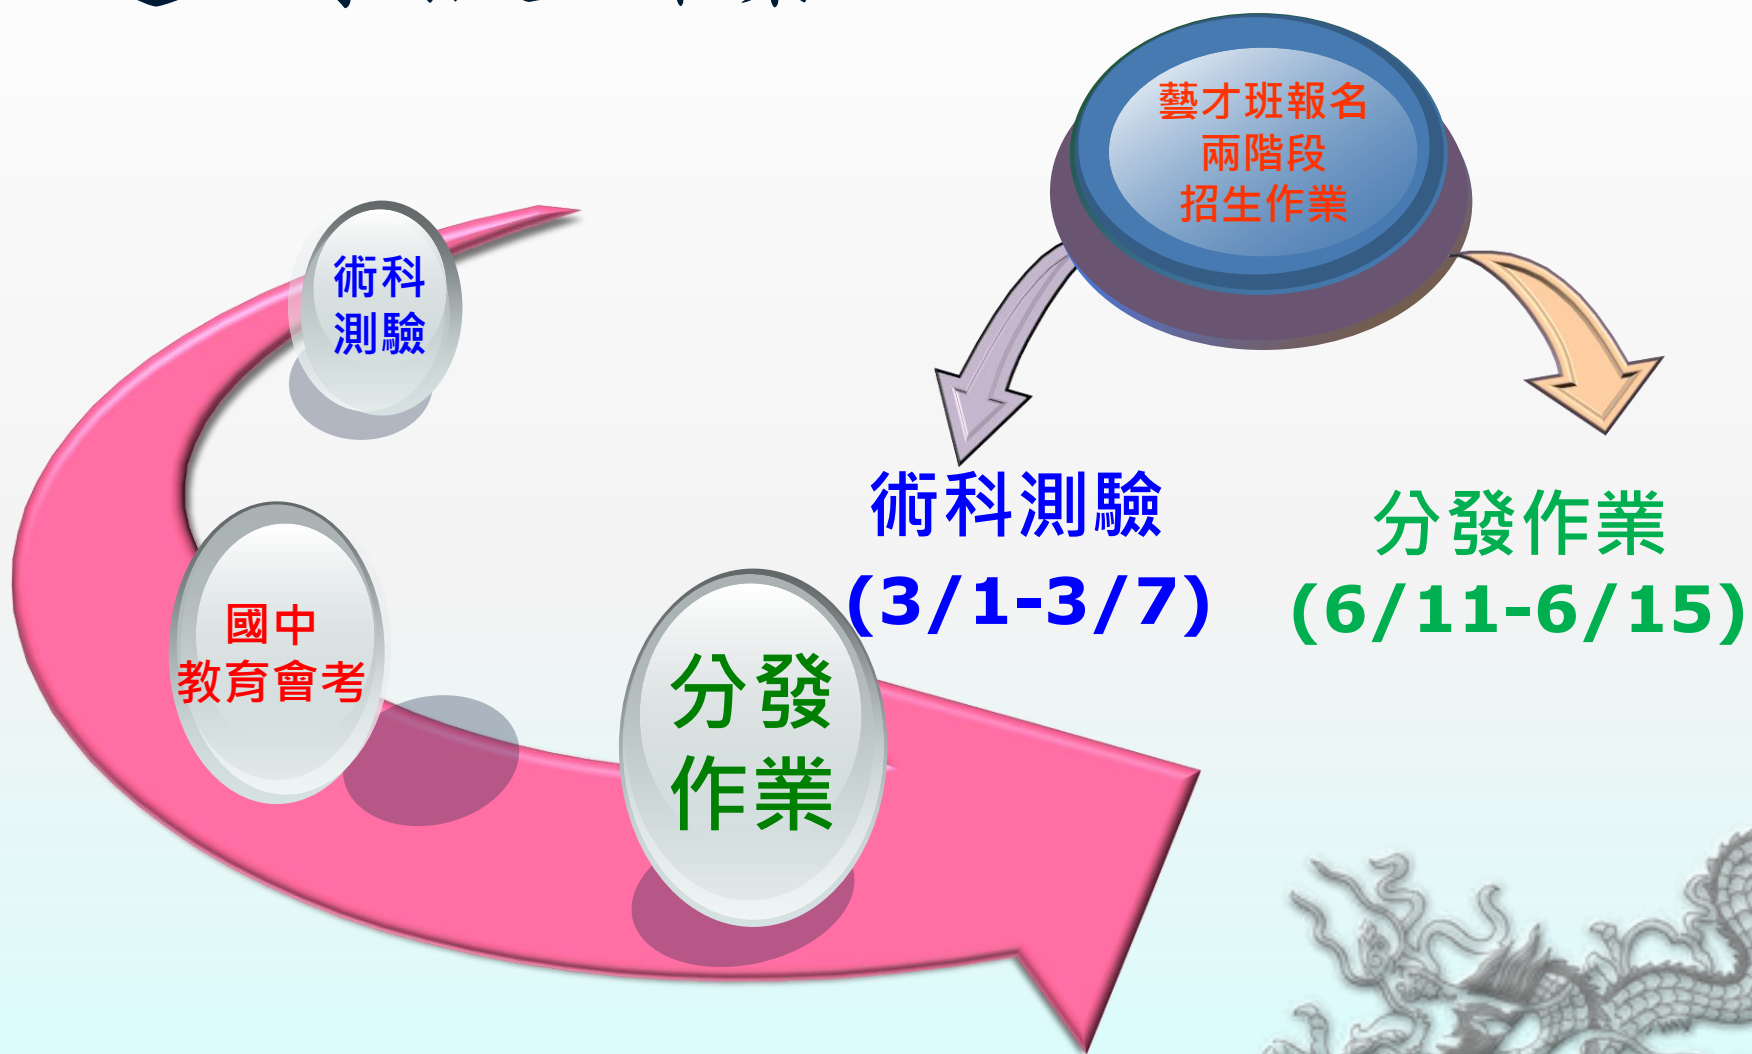 藝才班報名
兩階段
招生作業
術科
測驗
國中
教育會考
分發
作業
術科測驗
(3/1-3/7)
分發作業
(6/11-6/15)